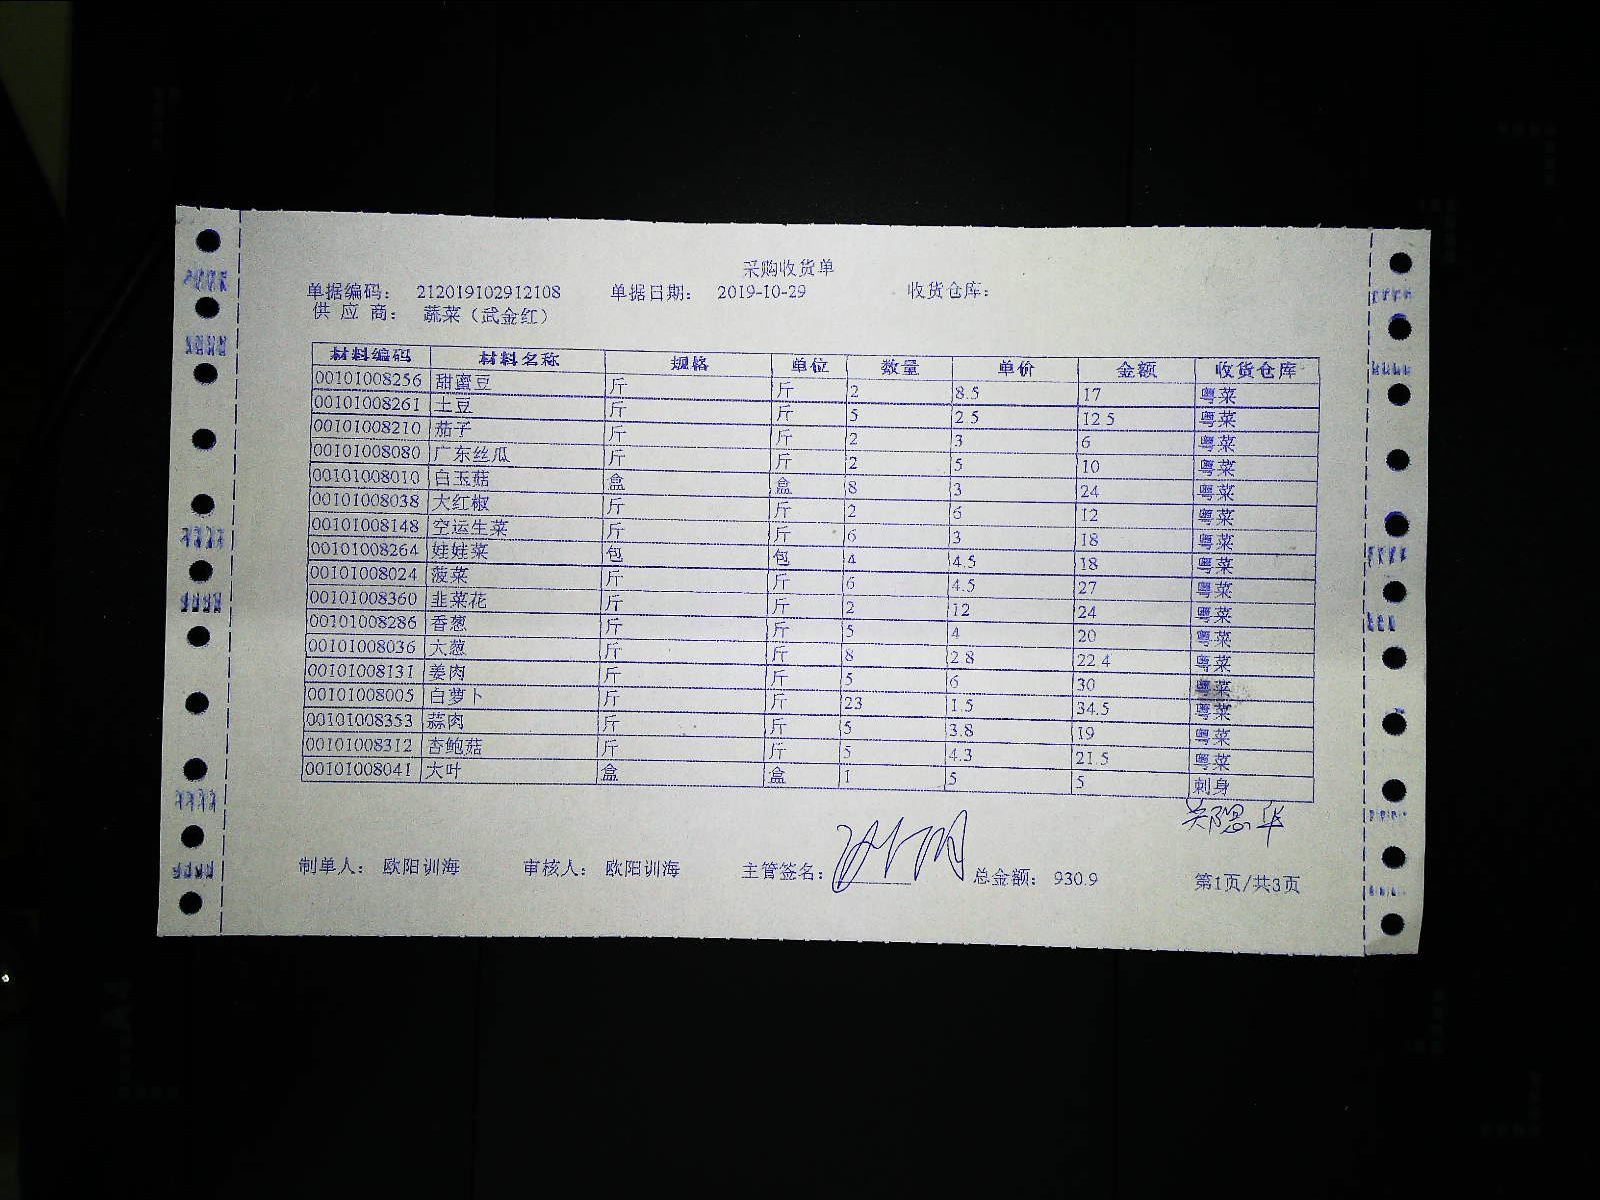 采购收货单
单据编码： 212019102912108 单据日期： 2019-10-29 收货仓库：
供 应 商： 蔬菜（武金红）
材料编码 材料名称 规格 单位 数量 单价 金额 收货仓库
00101008256 甜蜜豆 斤 斤 2 8.5 17 粤菜
00101008261 土豆 斤 斤 5 2.5 12.5 粤菜
00101008210 茄子 斤 斤 2 3 6 粤菜
00101008080 广东丝瓜 斤 斤 2 5 10 粤菜
00101008010 白玉菇 盒 盒 8 3 24 粤菜
00101008038 大红椒 斤 斤 2 6 12 粤菜
00101008148 空运生菜 斤 斤 6 3 18 粤菜
00101008264 娃娃菜 包 包 4 4.5 18 粤菜
00101008024 菠菜 斤 斤 6 4.5 27 粤菜
00101008360 韭菜花 斤 斤 2 12 24 粤菜
00101008286 香葱 斤 斤 5 4 20 粤菜
00101008036 大葱 斤 斤 8 2.8 22.4 粤菜
00101008131 姜肉 斤 斤 5 6 30 粤菜
00101008005 白萝卜 斤 斤 23 1.5 34.5 粤菜
00101008353 蒜肉 斤 斤 5 3.8 19 粤菜
00101008312 杏鲍菇 斤 斤 5 4.3 21.5 粤菜
00101008041 大叶 盒 盒 1 5 5 刺身
制单人： 欧阳训海 审核人： 欧阳训海 主管签名： 总金额： 930.9 第1页/共3页